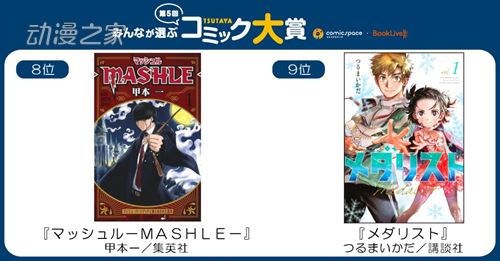 动漫之家
第5回
みんなが選ぶ
TSUTAYA
コミック大賞
comicspace
BookLive!
8位
マッシュル
MASHLE
甲本 一
1
『マッシュルーMASHLEー』
甲本一／集英社
9位
つるまいかだ
vol.1
メダリスト
『メダリスト』
つるまいかだ／講談社